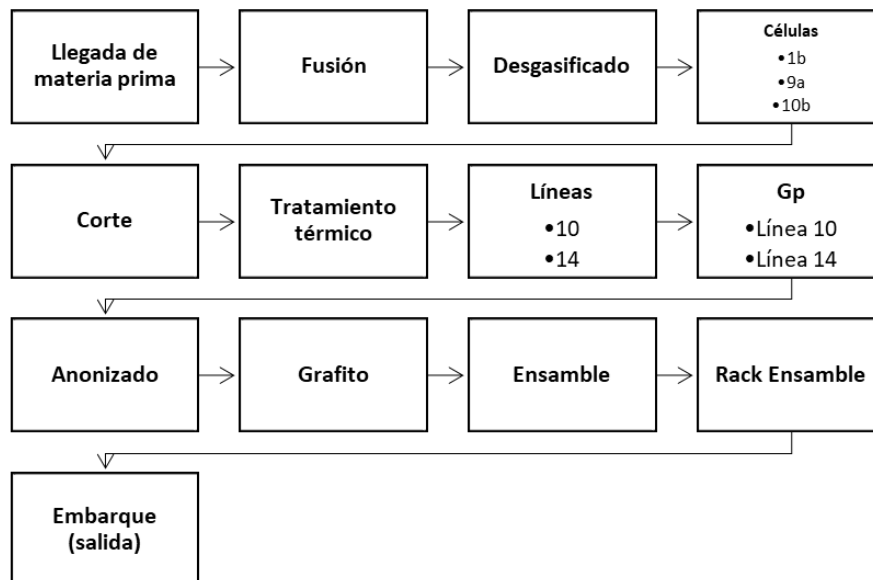 Llegada de
materia prima
Fusión
Desgasificado
Células
•1b
•9a
•10b
Corte
Tratamiento
térmico
Líneas
•10
•14
Gp
•Línea 10
•Línea 14
Anonizado
Grafito
Ensamble
Rack Ensamble
Embarque
(salida)